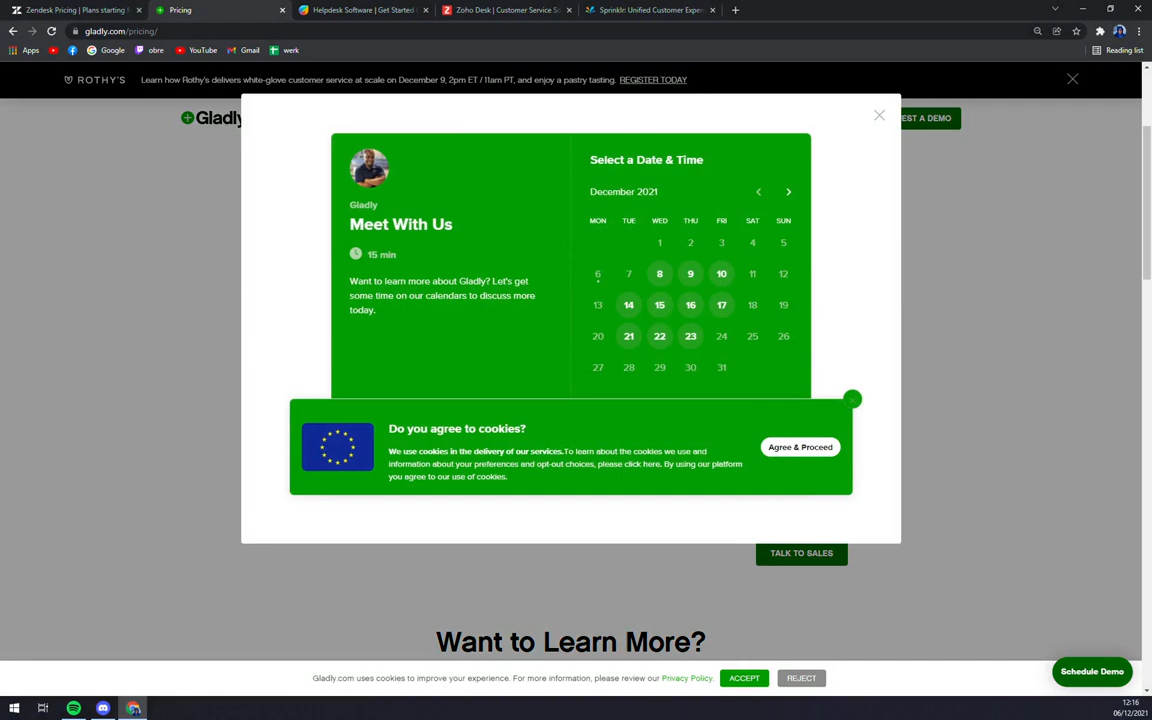 Zendesk Pricing | Plans starting f
Pricing
Helpdesk Software | Get Started
Zoho Desk | Customer Service So
Sprinklr: Unified Customer Exper
gladly.com/pricing/
Apps
Google
obre
YouTube
Gmail
werk
Reading list
ROTHY'S
Learn how Rothy's delivers white-glove customer service at scale on December 9, 2pm ET / 11am PT, and enjoy a pastry tasting. REGISTER TODAY
Gladly
EST A DEMO
Gladly
Meet With Us
15 min
Want to learn more about Gladly? Let's get
some time on our calendars to discuss more
today.
Select a Date & Time
December 2021
MON TUE WED THU FRI SAT SUN
1 2 3 4 5
6 7 8 9 10 11 12
13 14 15 16 17 18 19
20 21 22 23 24 25 26
27 28 29 30 31
Do you agree to cookies?
We use cookies in the delivery of our services.To learn about the cookies we use and
information about your preferences and opt-out choices, please click here. By using our platform
you agree to our use of cookies.
Agree & Proceed
TALK TO SALES
Want to Learn More?
Schedule Demo
Gladly.com uses cookies to improve your experience. For more information, please review our Privacy Policy.
ACCEPT
REJECT
12:16
06/12/2021